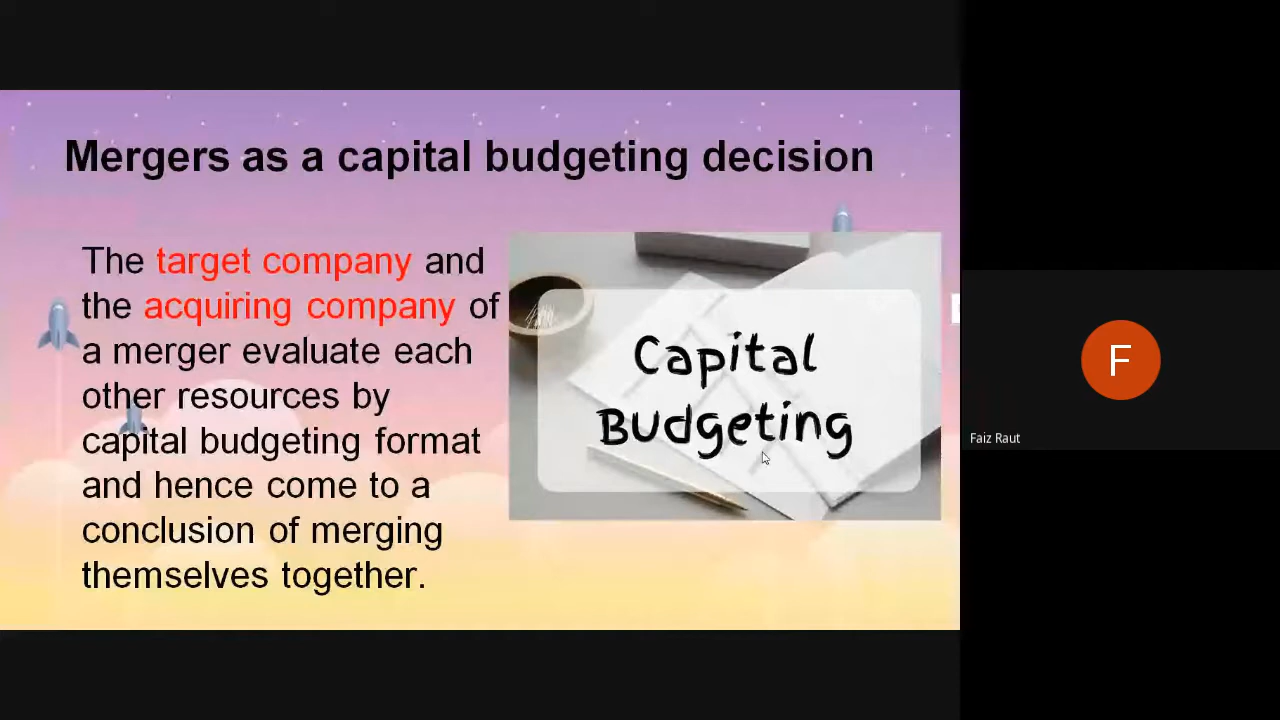 Mergers as a capital budgeting decision
The target company and
the acquiring company of
a merger evaluate each
other resources by
capital budgeting format
and hence come to a
conclusion of merging
themselves together.
Capital
Budgeting
F
Faiz Raut